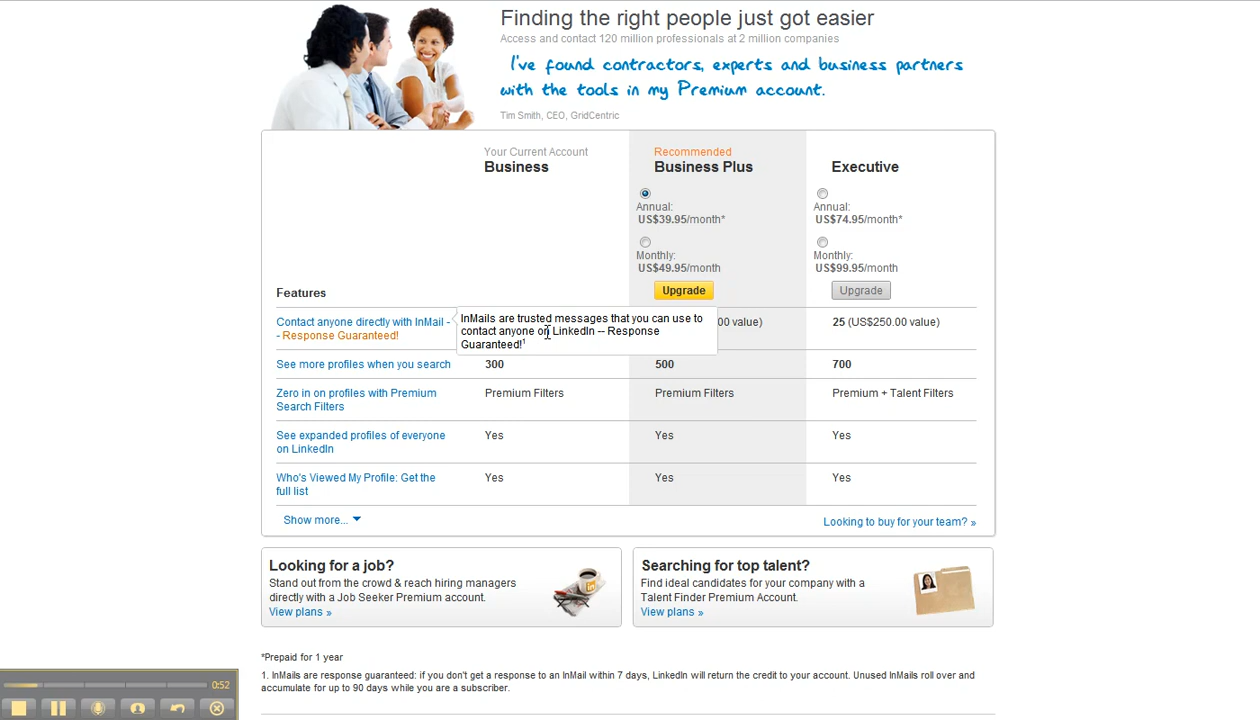 Finding the right people just got easier
Access and contact 120 million professionals at 2 million companies
I've found contractors, experts and business partners
with the tools in my Premium account.
Tim Smith, CEO, GridCentric
Your Current Account
Business
Recommended
Business Plus
Executive
Annual:
US$39.95/month*
Annual:
US$74.95/month*
Monthly:
US$49.95/month
Monthly:
US$99.95/month
Features
Upgrade
Upgrade
Contact anyone directly with InMail -
- Response Guaranteed!
InMails are trusted messages that you can use to
contact anyone on LinkedIn -- Response
Guaranteed!1
00 value)
25 (US$250.00 value)
See more profiles when you search
300
500
700
Zero in on profiles with Premium
Search Filters
Premium Filters
Premium Filters
Premium + Talent Filters
See expanded profiles of everyone
on LinkedIn
Yes
Yes
Yes
Who's Viewed My Profile: Get the
full list
Yes
Yes
Yes
Show more...
Looking to buy for your team? »
Looking for a job?
Stand out from the crowd & reach hiring managers
directly with a Job Seeker Premium account.
View plans »
in
Searching for top talent?
Find ideal candidates for your company with a
Talent Finder Premium Account.
View plans »
*Prepaid for 1 year
1. InMails are response guaranteed: if you don't get a response to an InMail within 7 days, LinkedIn will return the credit to your account. Unused InMails roll over and
accumulate for up to 90 days while you are a subscriber.
0:52